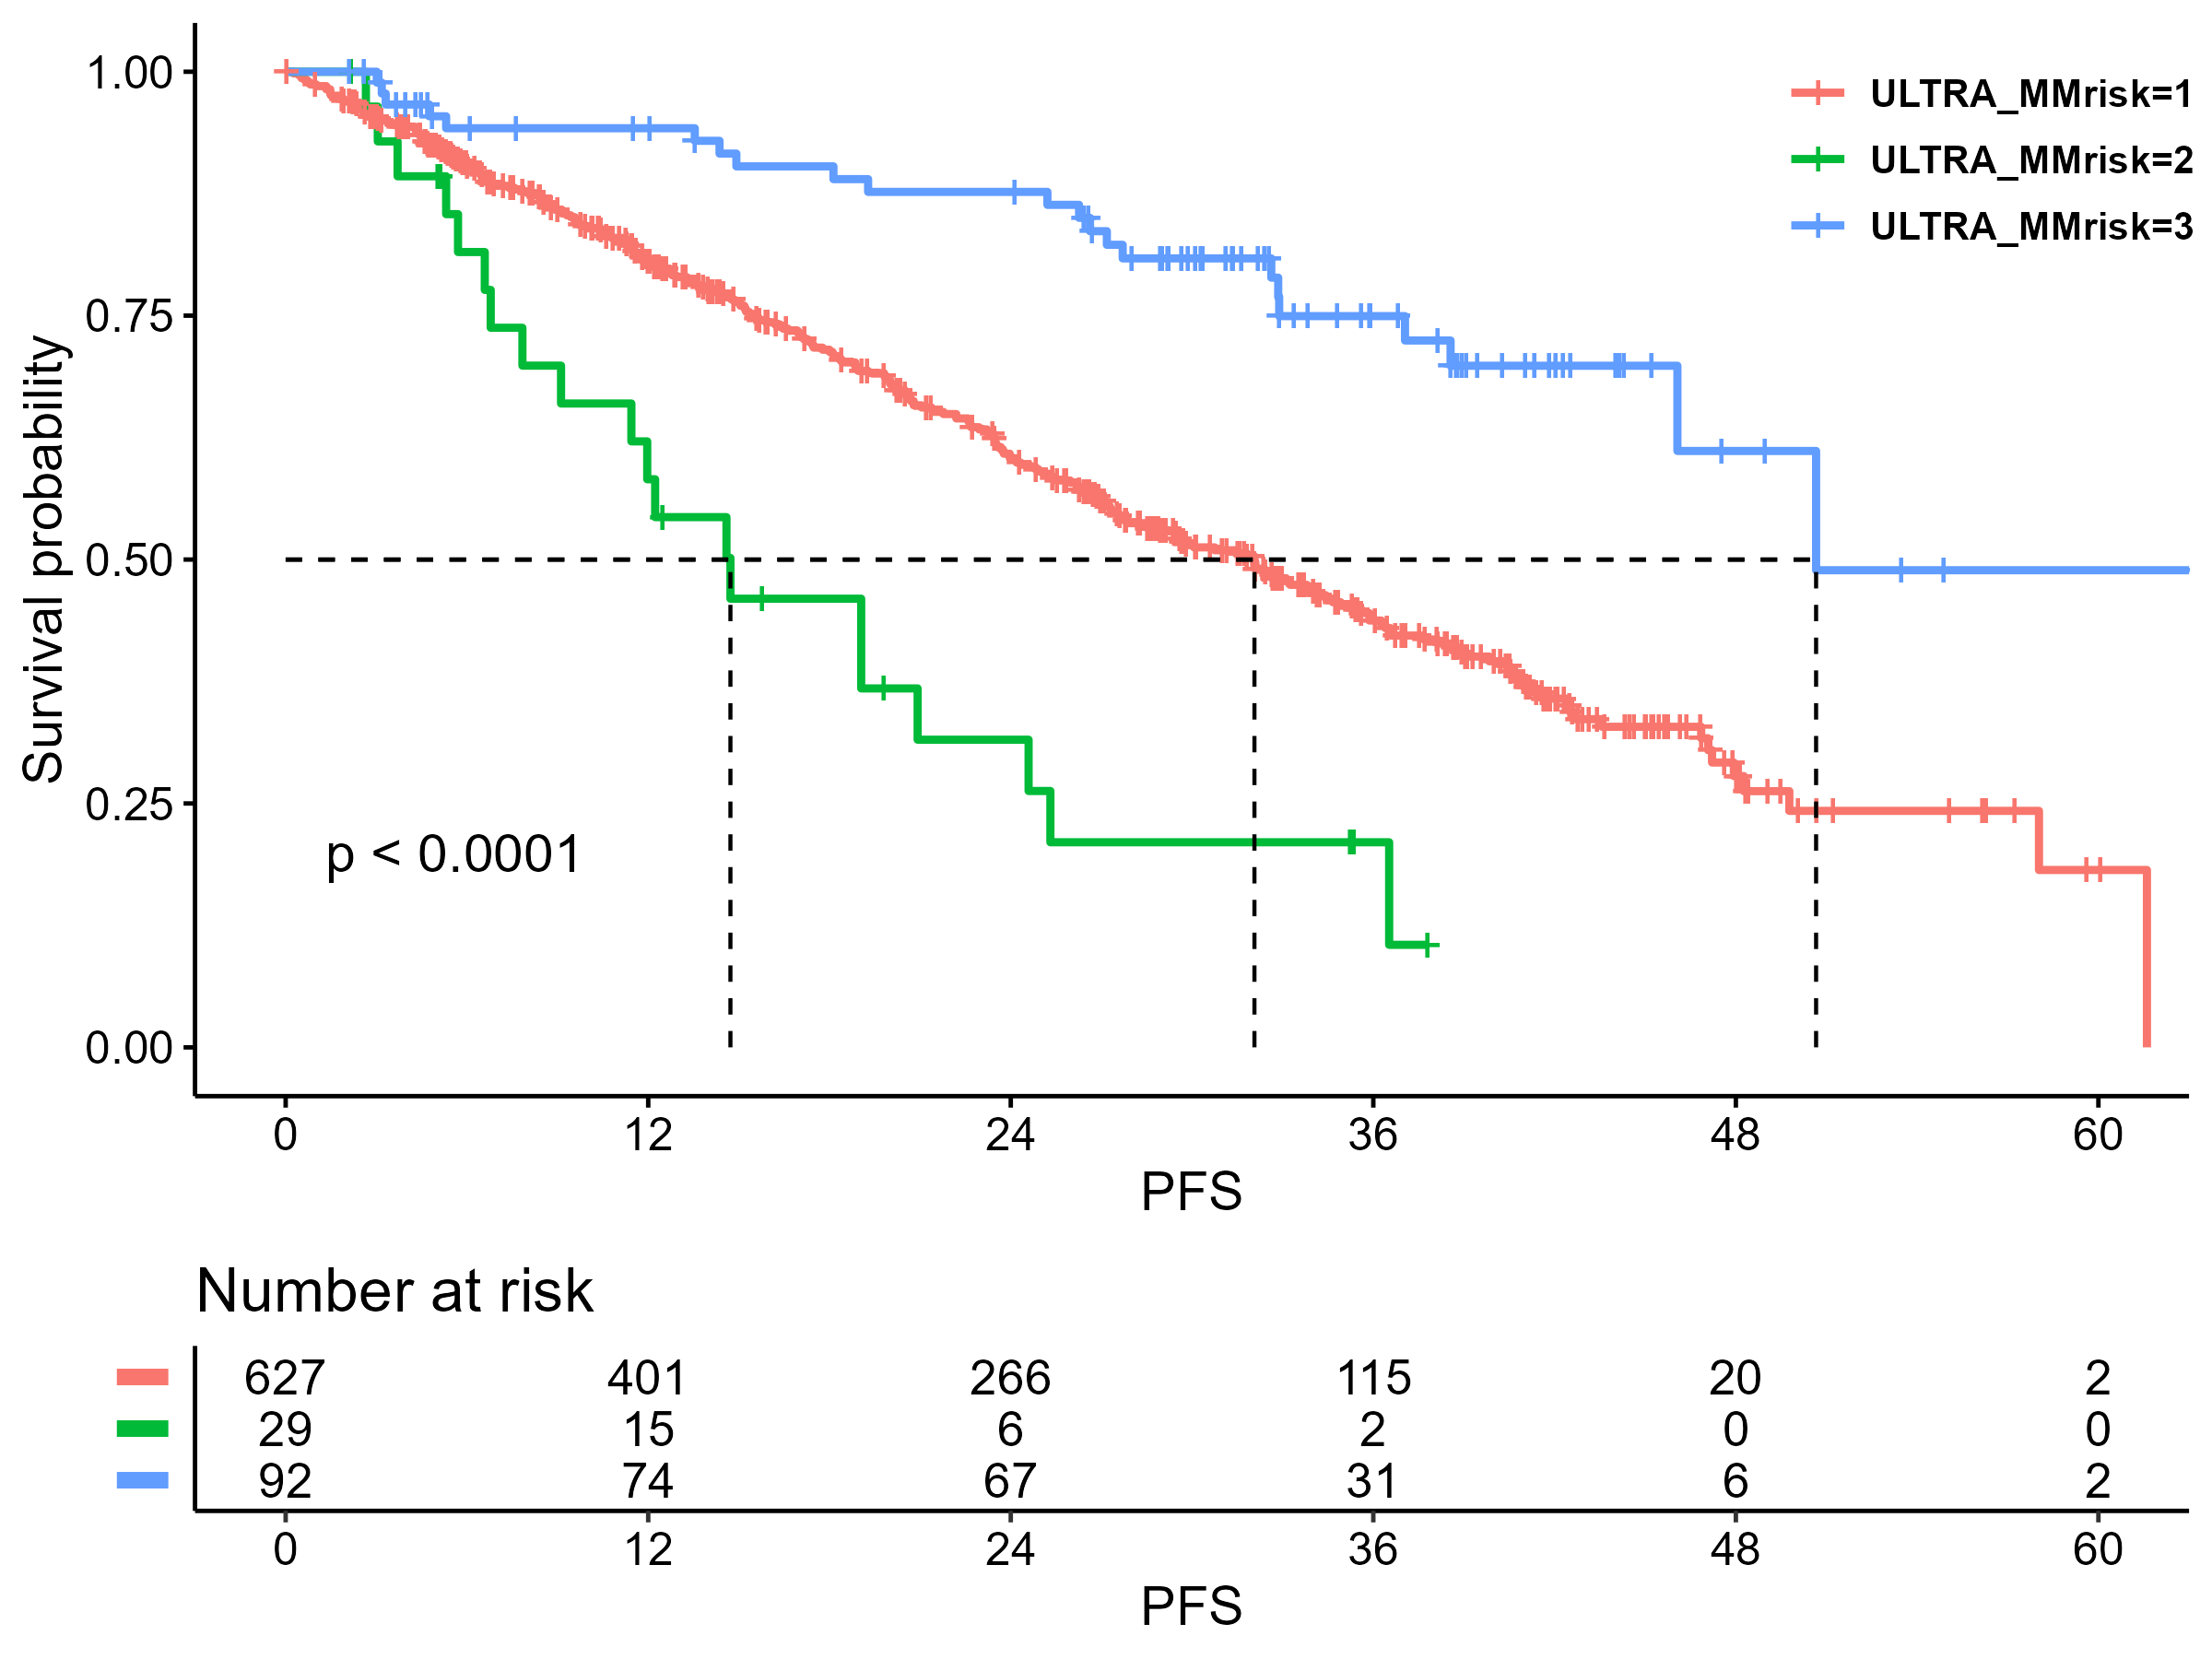 1.00
0.75
0.50
0.25
0.00
Survival probability
ULTRA_MMrisk=1
ULTRA_MMrisk=2
ULTRA_MMrisk=3
p < 0.0001
0 12 24 36 48 60
PFS
Number at risk
627 401 266 115 20 2
29 15 6 2 0 0
92 74 67 31 6 2
0 12 24 36 48 60
PFS